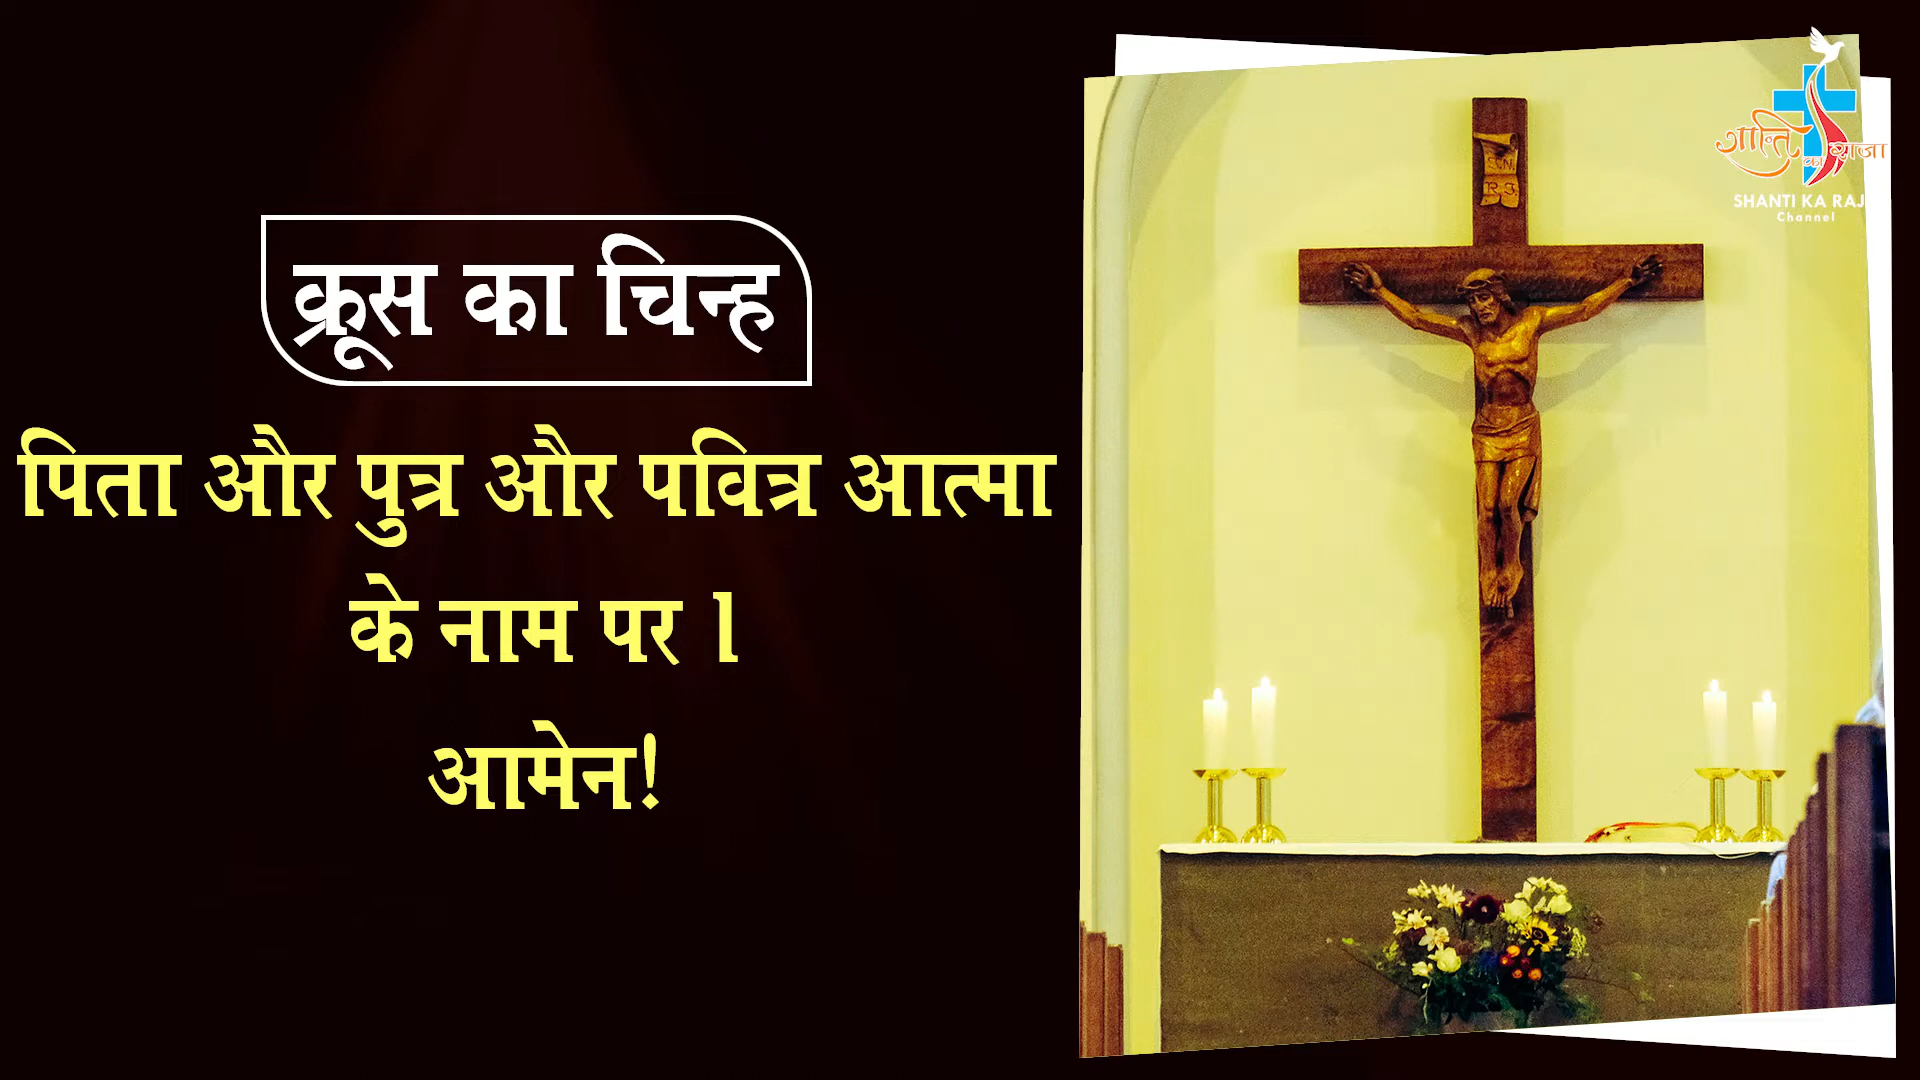 क्रूस का चिन्ह
पिता और पुत्र और पवित्र आत्मा
के नाम पर l
आमेन!
शान्ति
का राजा
SHANTI KA RAJ
Channel
I.N.
R.I.